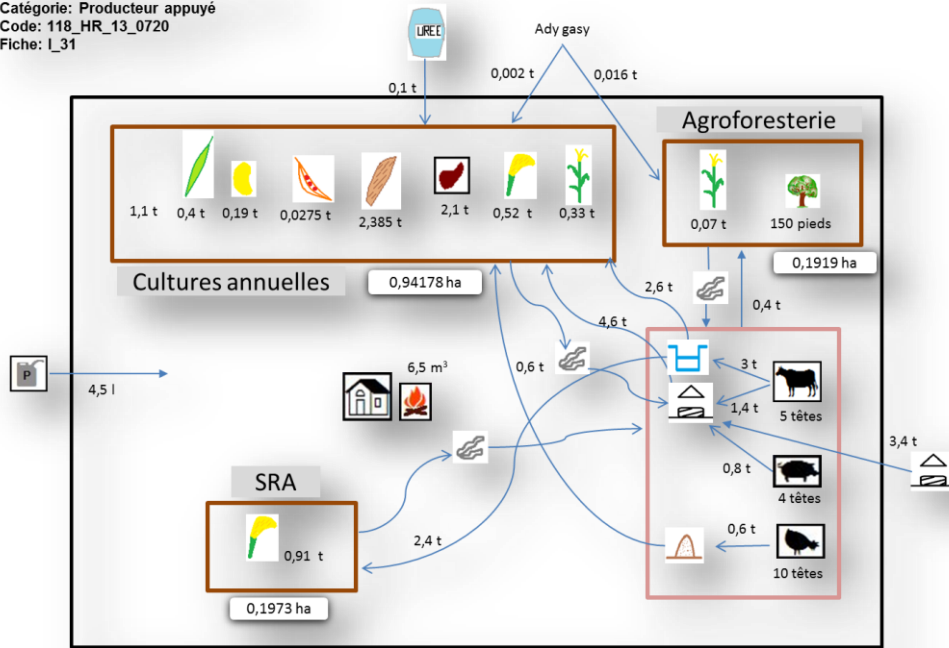 Catégorie: Producteur appuyé
Code: 118_HR_13_0720
Fiche: I_31
UREE
Ady gasy
0,1 t
0,002 t
0,016 t
Agroforesterie
1,1 t
0,4 t
0,19 t
0,0275 t
2,385 t
2,1 t
0,52 t
0,33 t
0,07 t
150 pieds
Cultures annuelles
0,94178 ha
0,1919 ha
2,6 t
0,4 t
4,6 t
0,6 t
P
4,5 l
6,5 m³
3 t
1,4 t
5 têtes
3,4 t
0,8 t
4 têtes
SRA
0,91 t
2,4 t
0,6 t
10 têtes
0,1973 ha